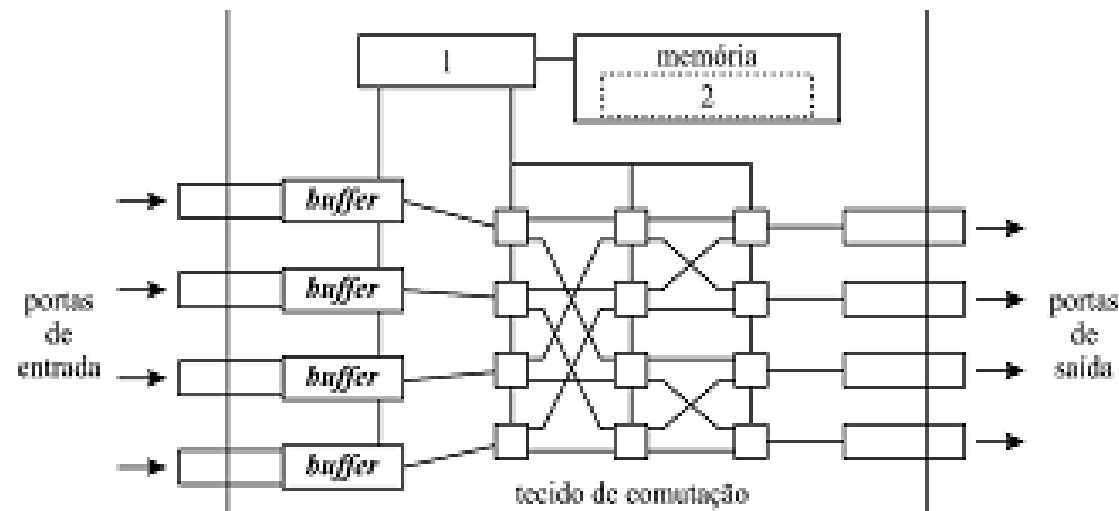 1
memória
2
buffer
buffer
buffer
buffer
portas
de
entrada
portas
de
saída
tecido de comutação